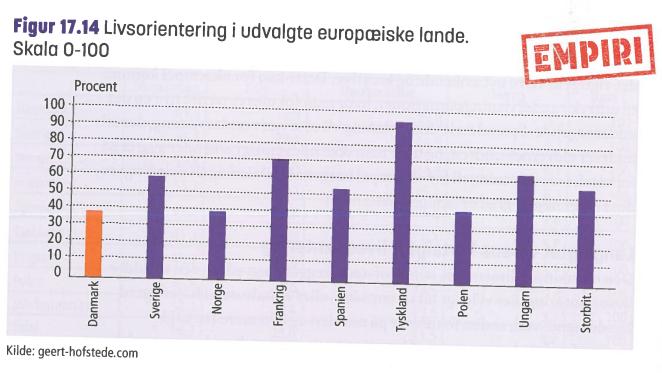 Figur 17.14 Livsorientering i udvalgte europæiske lande.
Skala 0-100
EMPIRI
Procent
100
90
80
70
60
50
40
30
20
10
0
Danmark
Sverige
Norge
Frankrig
Spanien
Tyskland
Polen
Ungarn
Storbrit.
Kilde: geert-hofstede.com